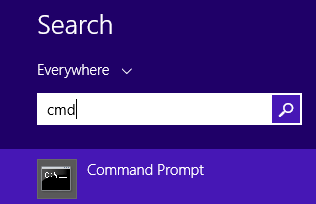 Search
Everywhere
cmd
C:\_
Command Prompt